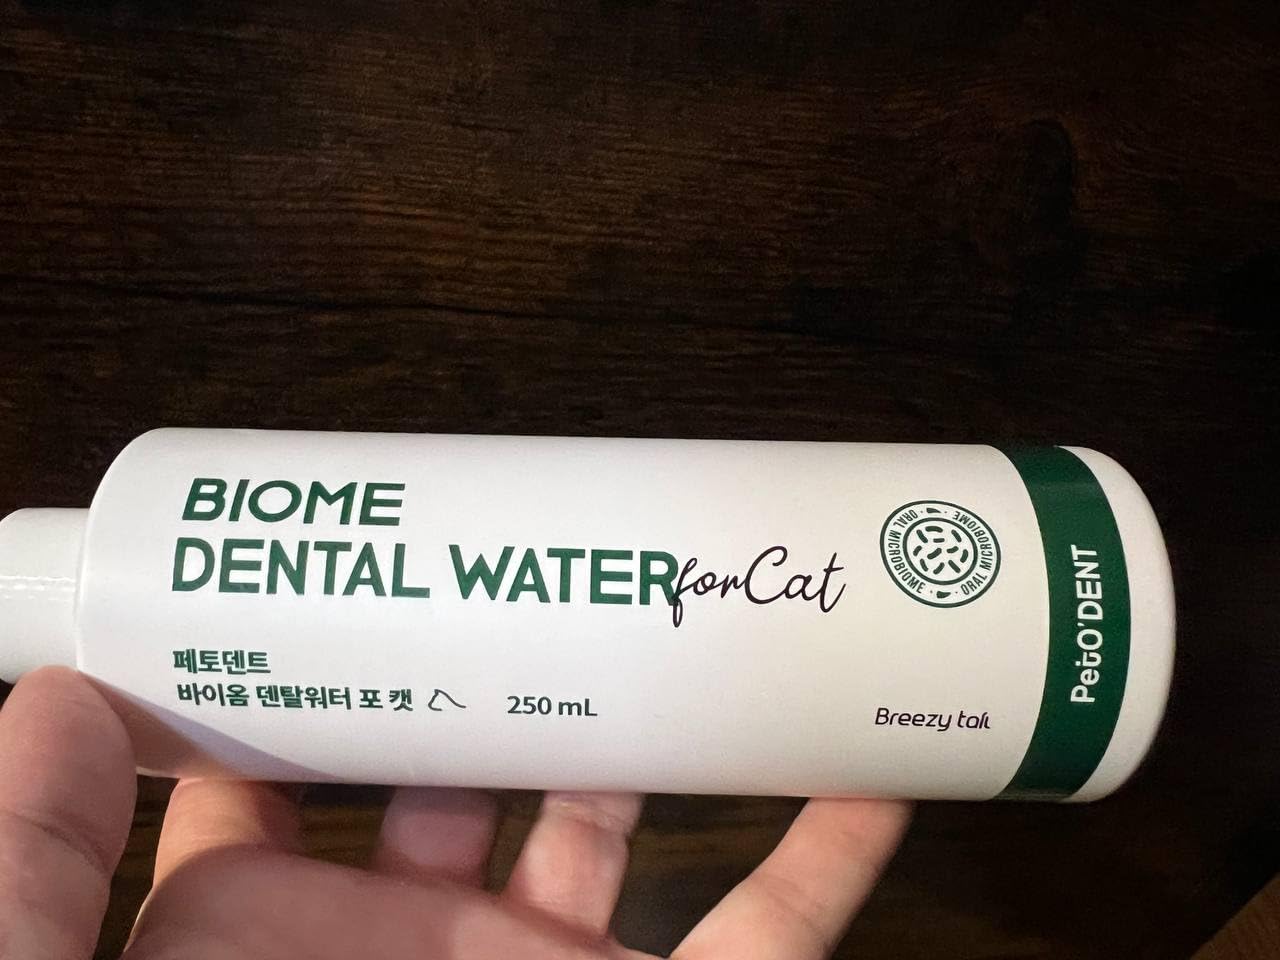 BIOME
DENTAL WATER for Cat
페토덴트
바이옴 덴탈워터 포 캣
250 mL
ORAL MICROBIOME · ORAL MICROBIOME
Breezy tail
PetO'DENT